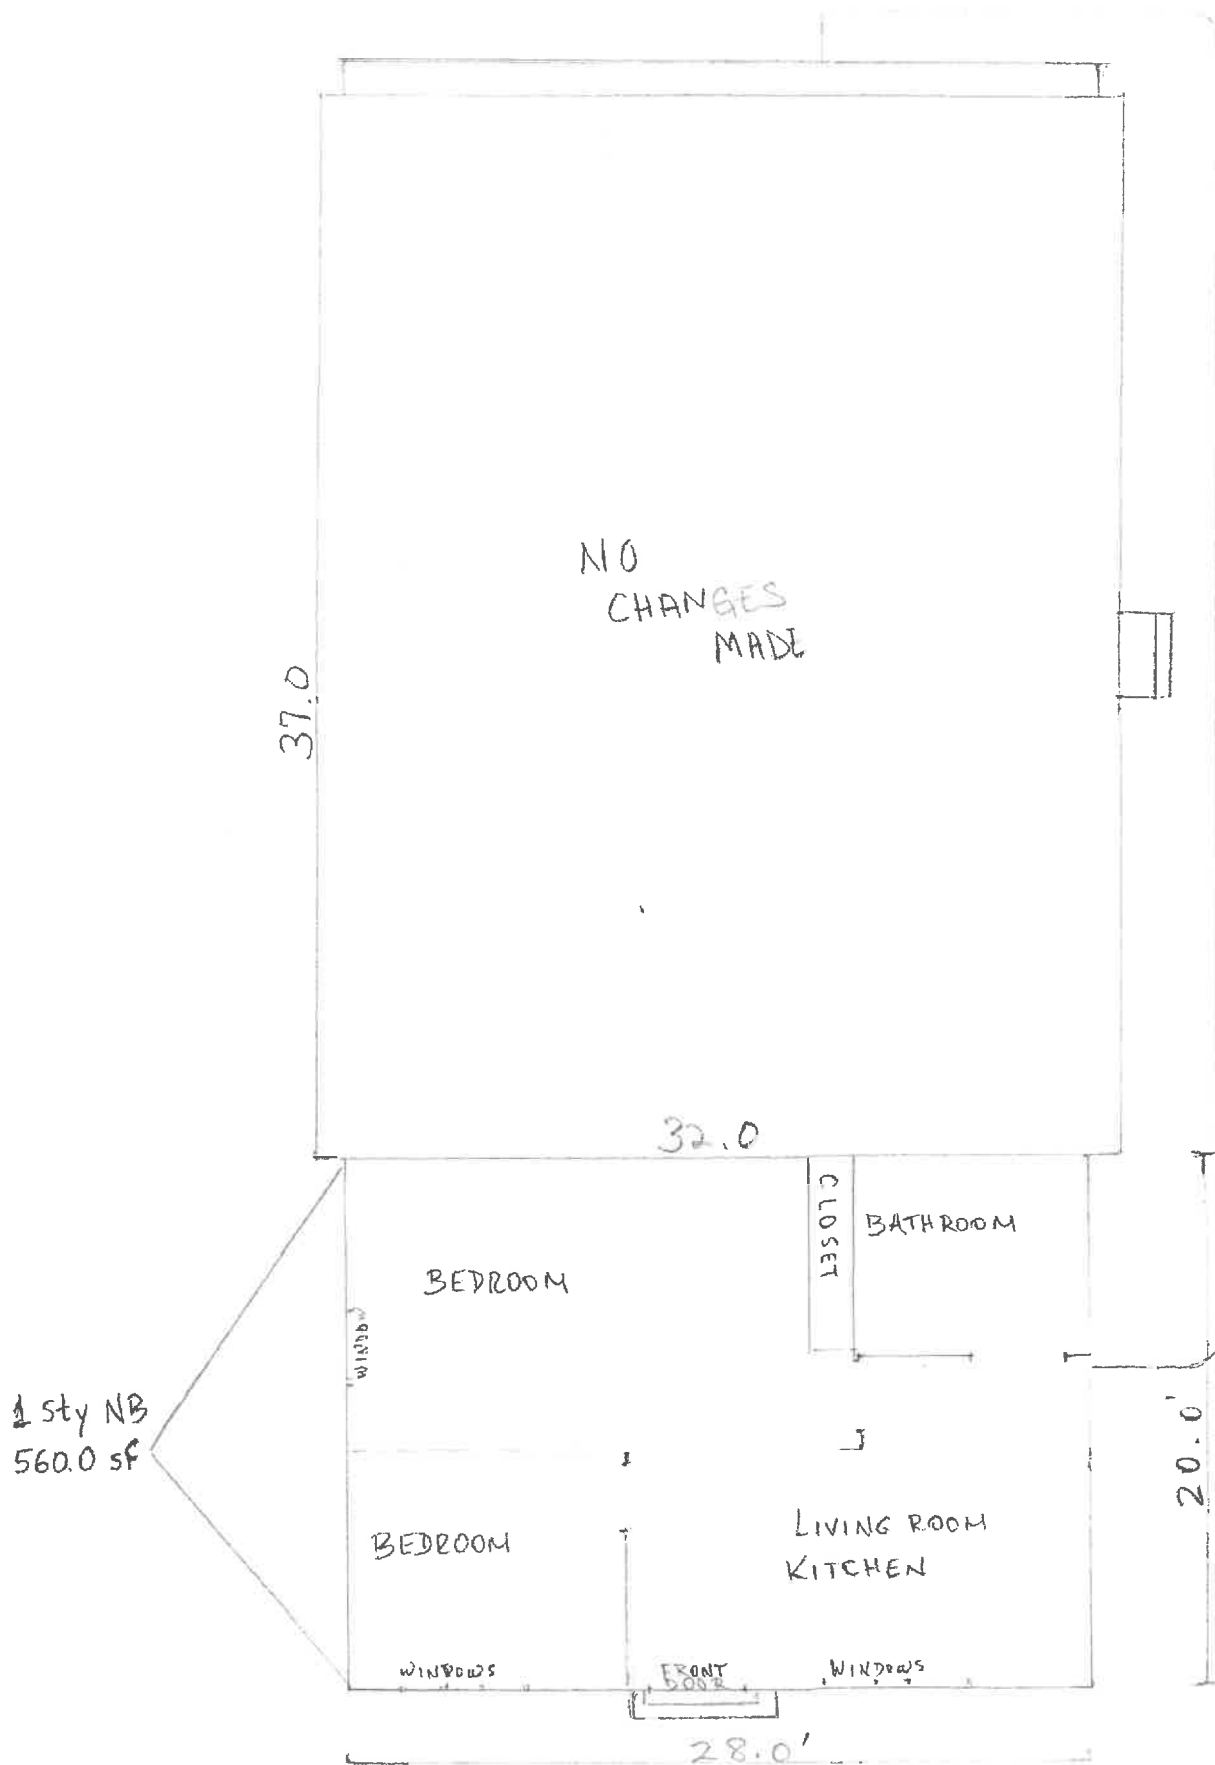 NO
CHANGES
MADE
37.0
32.0
CLOSET
BATHROOM
BEDROOM
WINDOW
1 Sty NB
560.0 sf
20.0'
BEDROOM
LIVING ROOM
KITCHEN
WINDOWS
FRONT
DOOR
WINDOWS
28.0'